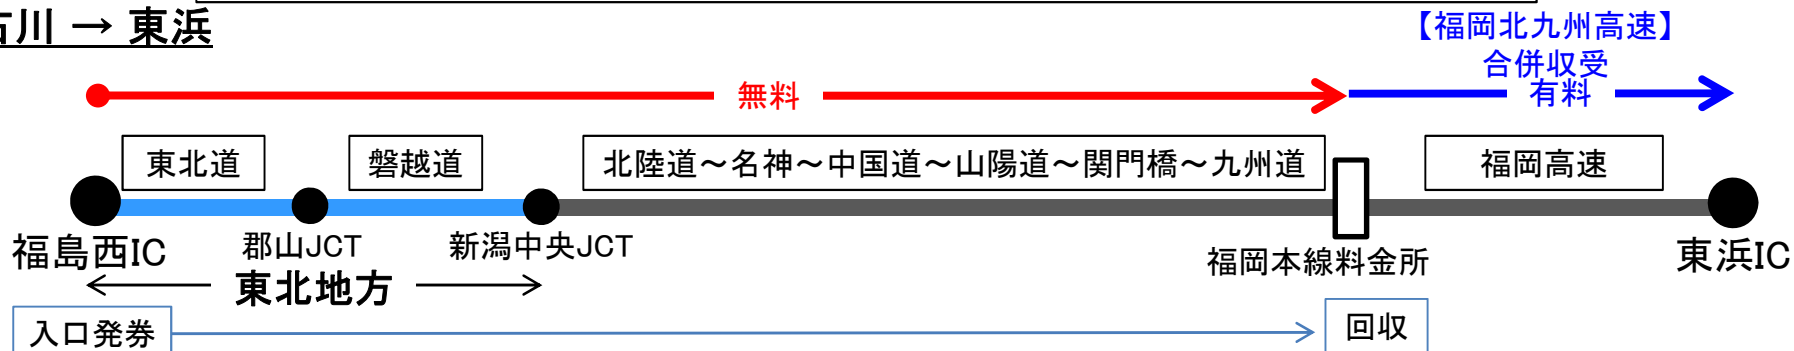 川 → 東浜
【福岡北九州高速】
合併収受
無料
有料
東北道
磐越道
北陸道～名神～中国道～山陽道～関門橋～九州道
福岡高速
福島西IC
郡山JCT
新潟中央JCT
福岡本線料金所
東浜IC
東北地方
入口発券
回収